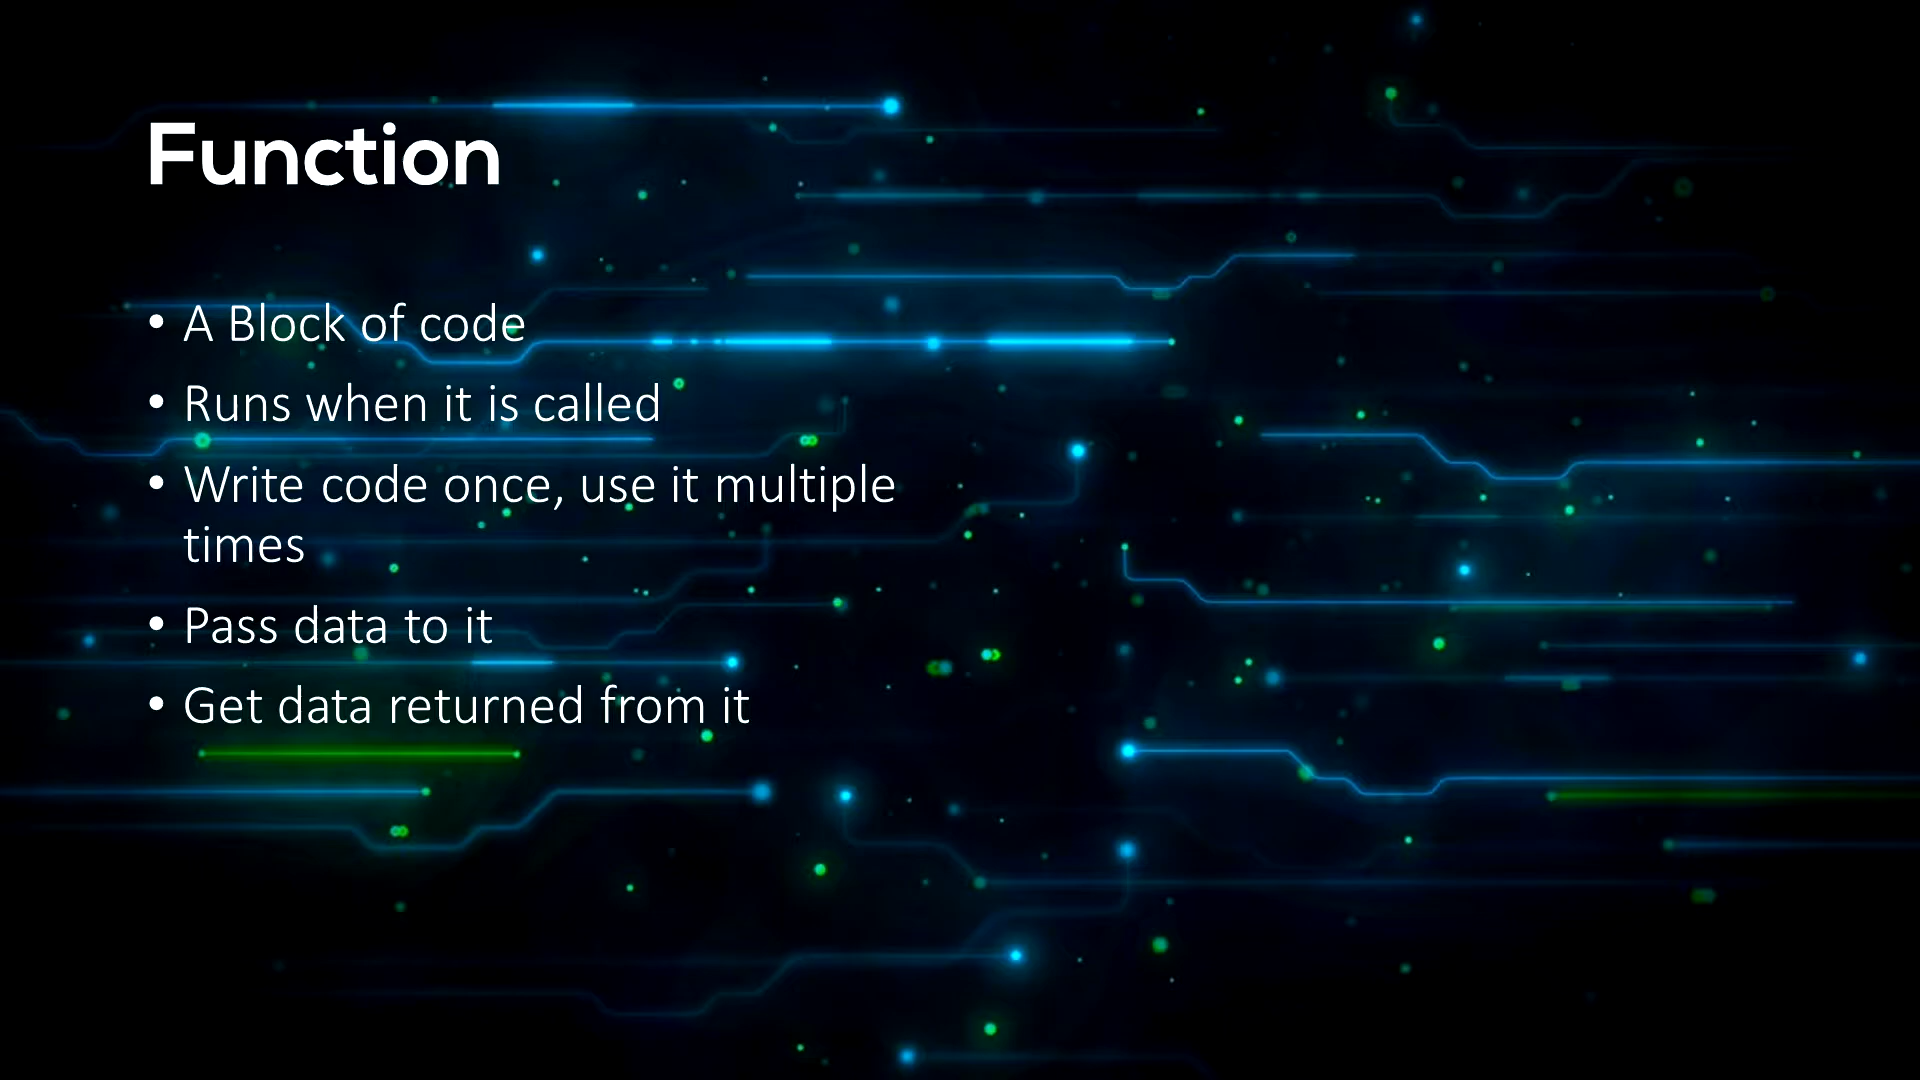 Function
• A Block of code
• Runs when it is called
• Write code once, use it multiple
times
• Pass data to it
• Get data returned from it